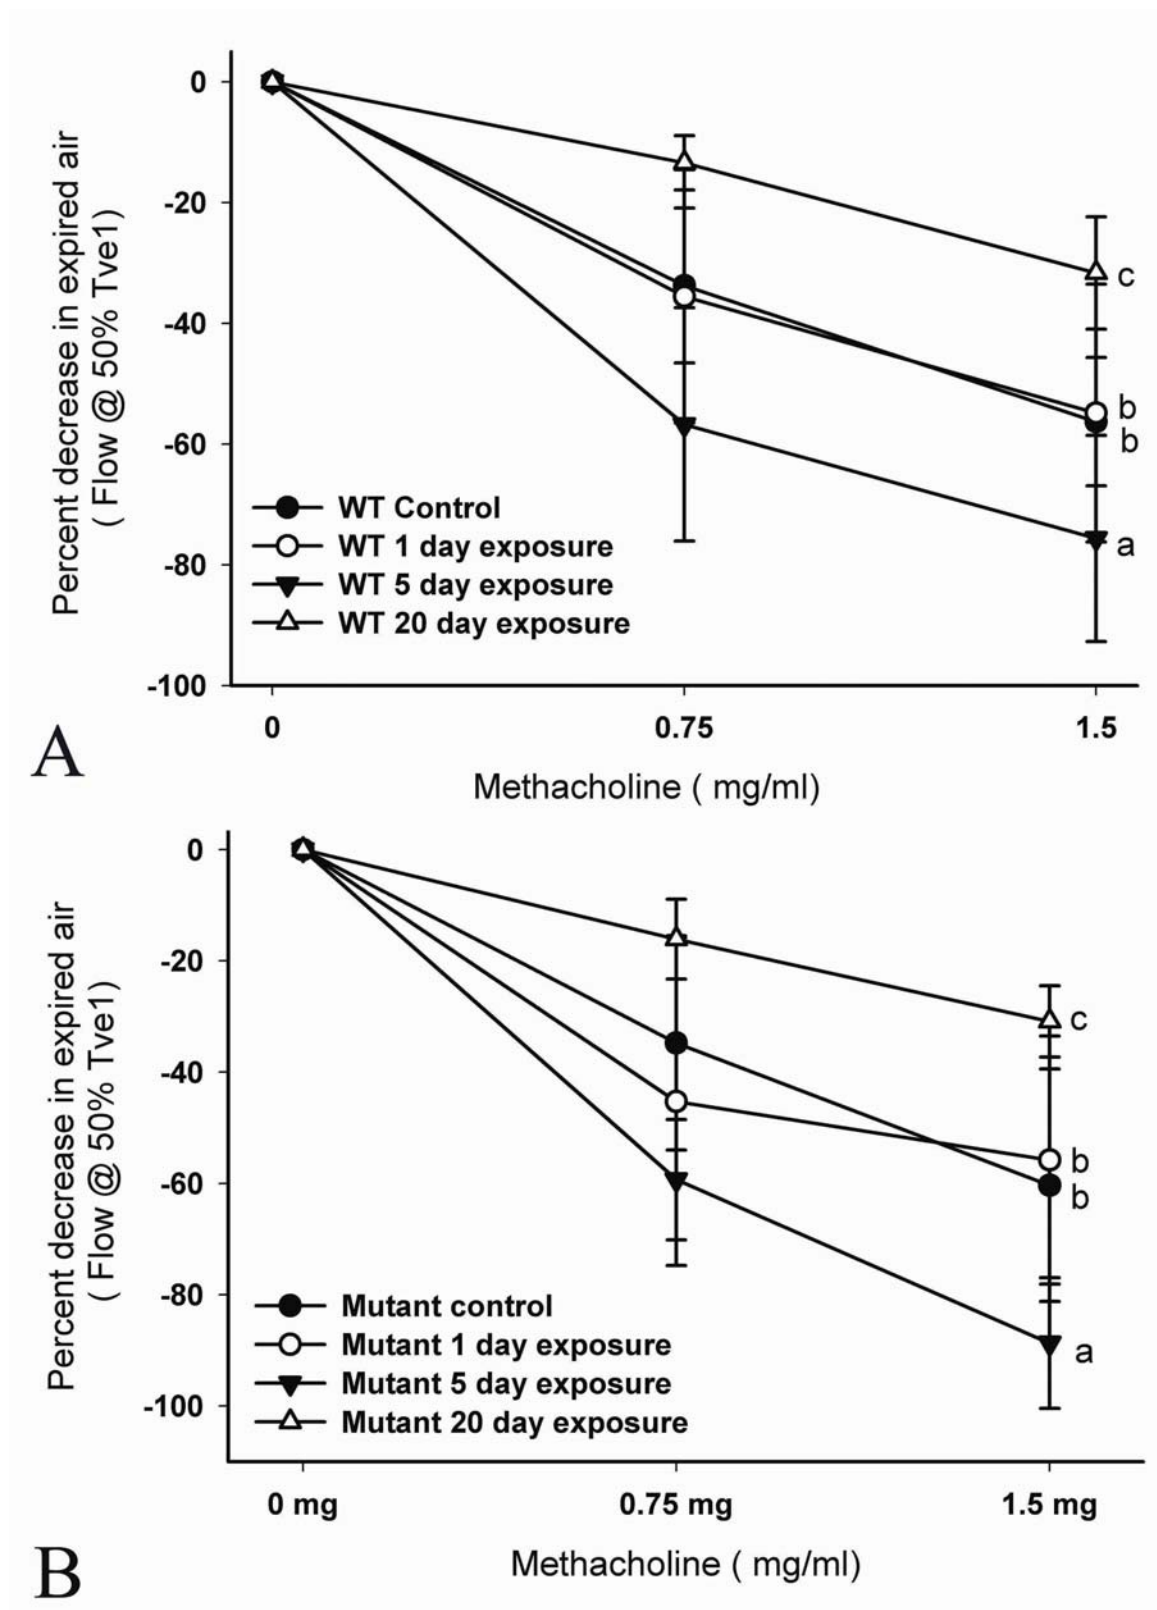 Percent decrease in expired air
( Flow @ 50% Tve1)
0
-20
-40
-60
-80
-100
c
b
b
a
WT Control
WT 1 day exposure
WT 5 day exposure
WT 20 day exposure
0 0.75 1.5
A
Methacholine ( mg/ml)
Percent decrease in expired air
( Flow @ 50% Tve1)
0
-20
-40
-60
-80
-100
c
b
b
a
Mutant control
Mutant 1 day exposure
Mutant 5 day exposure
Mutant 20 day exposure
0 mg 0.75 mg 1.5 mg
B
Methacholine ( mg/ml)